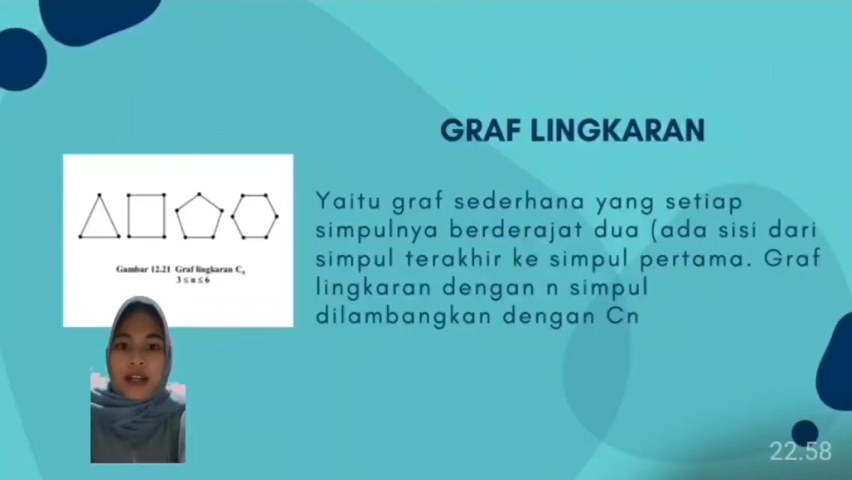 GRAF LINGKARAN
Yaitu graf sederhana yang setiap
simpulnya berderajat dua (ada sisi dari
simpul terakhir ke simpul pertama. Graf
lingkaran dengan n simpul
dilambangkan dengan Cn
Gambar 12.21 Graf lingkaran Cn
3 ≤ n ≤ 6
22.58